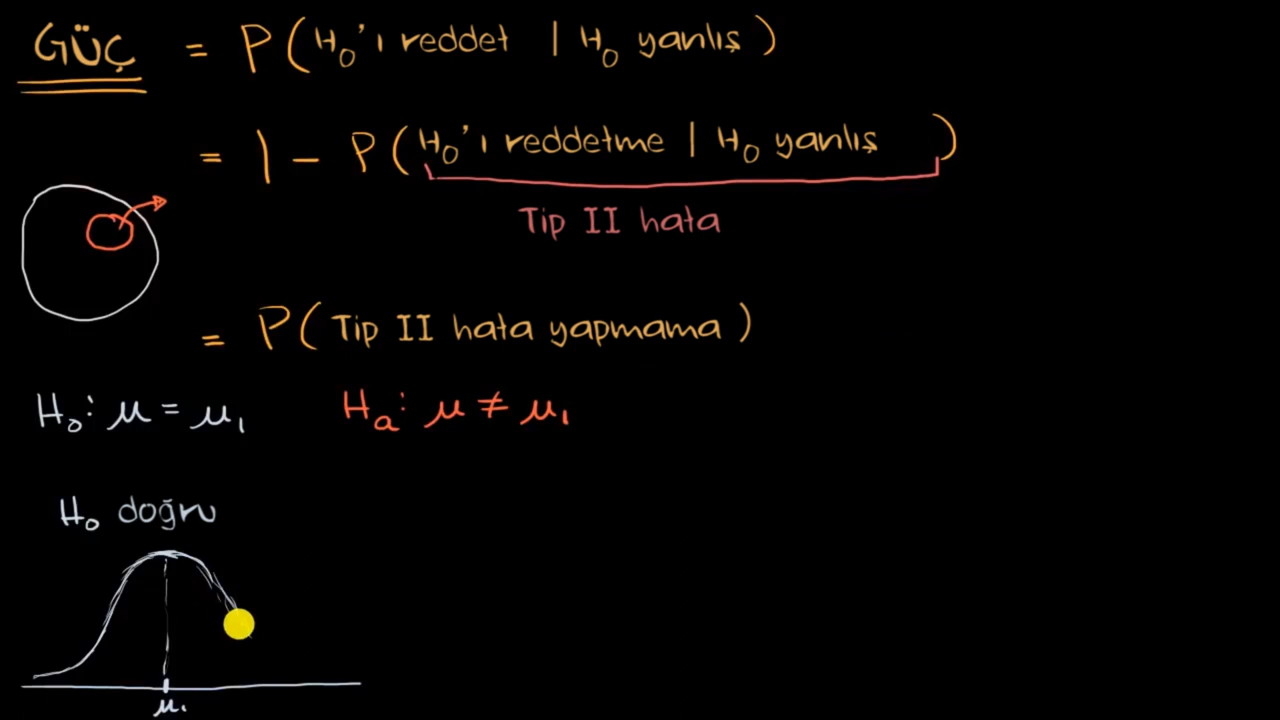 GÜÇ = P(H₀'ı reddet | H₀ yanlış)
= 1 - P(H₀'ı reddetme | H₀ yanlış )
Tip II hata
= P(Tip II hata yapmama)
H₀: μ = μ₁ Hₐ: μ ≠ μ₁
H₀ doğru
μ₁